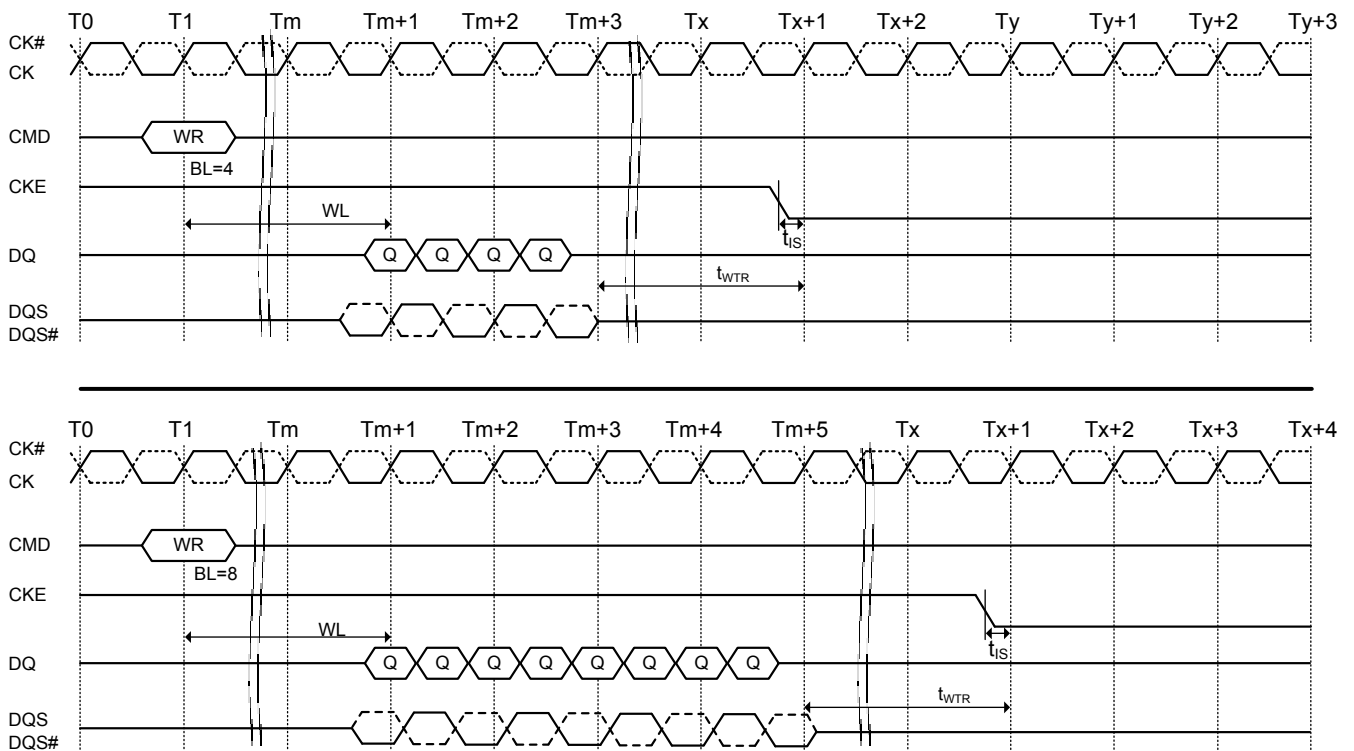 T0 T1 Tm Tm+1 Tm+2 Tm+3 Tx Tx+1 Tx+2 Ty Ty+1 Ty+2 Ty+3
CK#
CK
CMD WR
BL=4
CKE
WL
tIS
DQ Q Q Q Q
tWTR
DQS
DQS#
T0 T1 Tm Tm+1 Tm+2 Tm+3 Tm+4 Tm+5 Tx Tx+1 Tx+2 Tx+3 Tx+4
CK#
CK
CMD WR
BL=8
CKE
WL
tIS
DQ Q Q Q Q Q Q Q Q
tWTR
DQS
DQS#